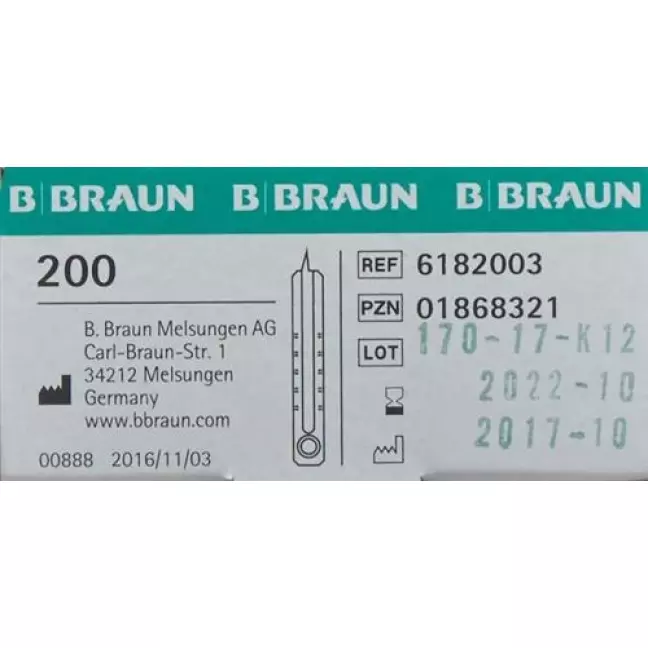 B BRAUN B BRAUN B BRAUN
200
B. Braun Melsungen AG
Carl-Braun-Str. 1
34212 Melsungen
Germany
www.bbraun.com
00888 2016/11/03
REF 6182003
PZN 01868321
LOT 170-17-K12
2022-10
2017-10